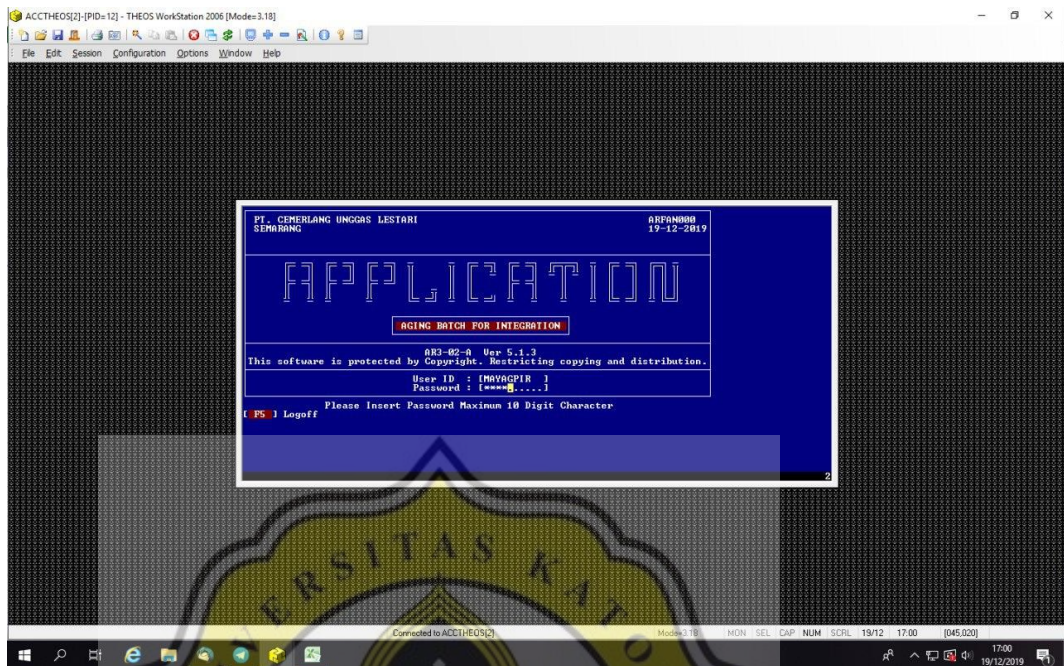 ACCTHEOS[2]-[PID=12] - THEOS WorkStation 2006 [Mode=3.18]
File Edit Session Configuration Options Window Help
PT. CEMERLANG UNGGAS LESTARI ARFAN000
SEMARANG 19-12-2019
APPLICATION
AGING BATCH FOR INTEGRATION
AR3-02-A Ver 5.1.3
This software is protected by Copyright. Restricting copying and distribution.
User ID : [MAYAGPIR ]
Password : [****......]
Please Insert Password Maximum 10 Digit Character
[ F5 ] Logoff
2
ERSITAS KATO
Connected to ACCTHEOS[2] Mode=3.18 MON SEL CAP NUM SCRL 19/12 17:00 [045,020]
17:00
19/12/2019